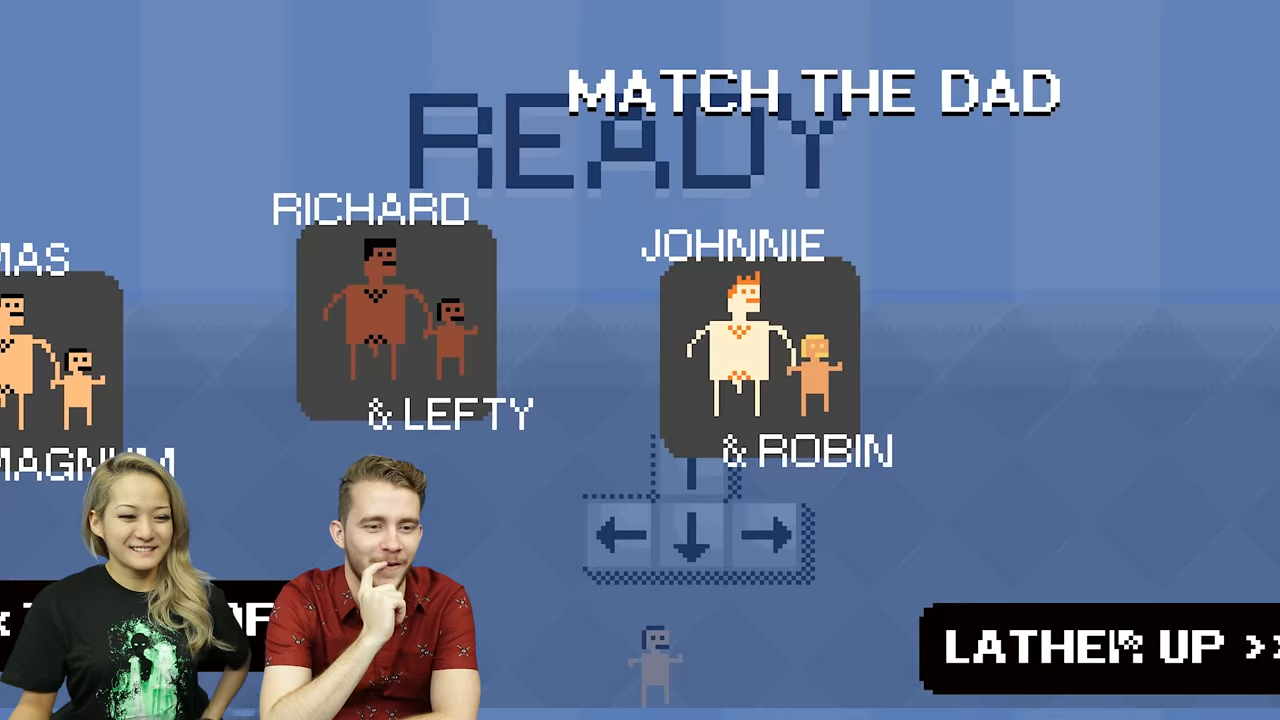 MATCH THE DAD
READY
RICHARD
JOHNNIE
& LEFTY
& ROBIN
LATHER UP >>